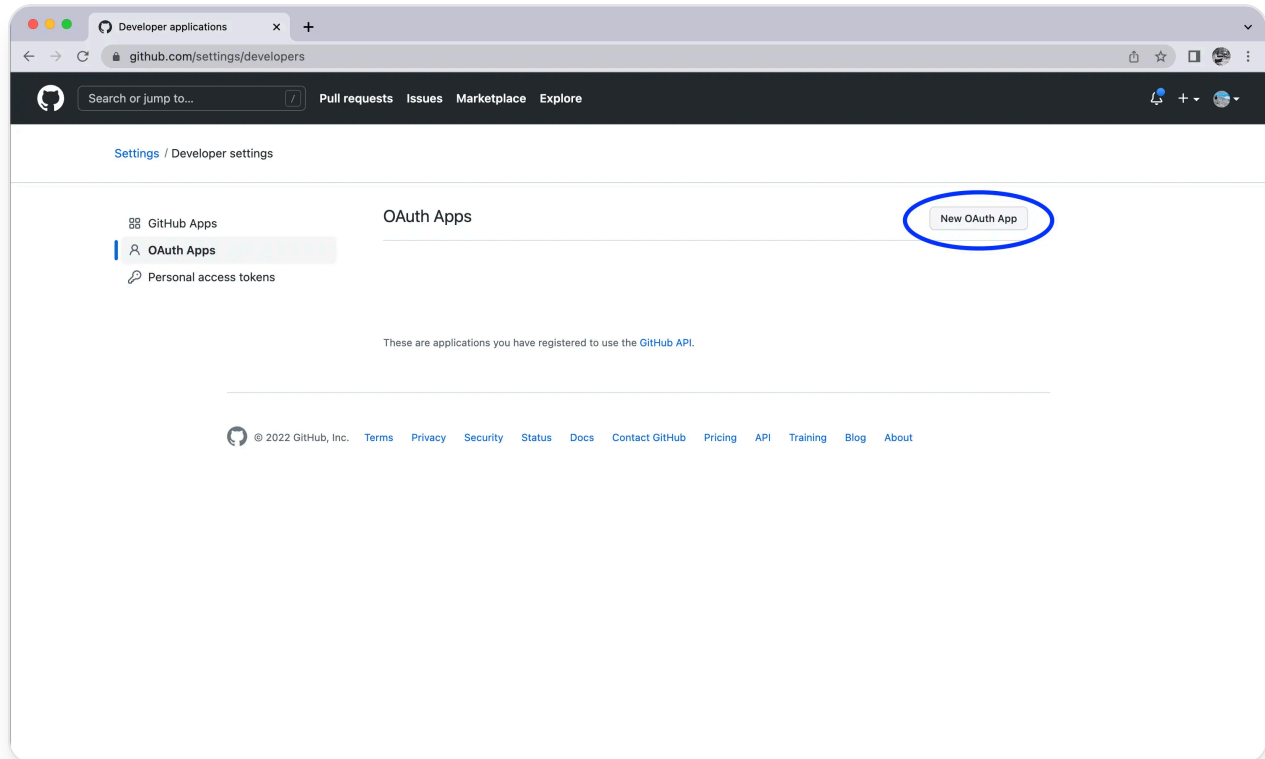 Developer applications
github.com/settings/developers
Search or jump to... / Pull requests Issues Marketplace Explore
Settings / Developer settings
GitHub Apps
OAuth Apps
Personal access tokens
OAuth Apps New OAuth App
These are applications you have registered to use the GitHub API.
© 2022 GitHub, Inc. Terms Privacy Security Status Docs Contact GitHub Pricing API Training Blog About